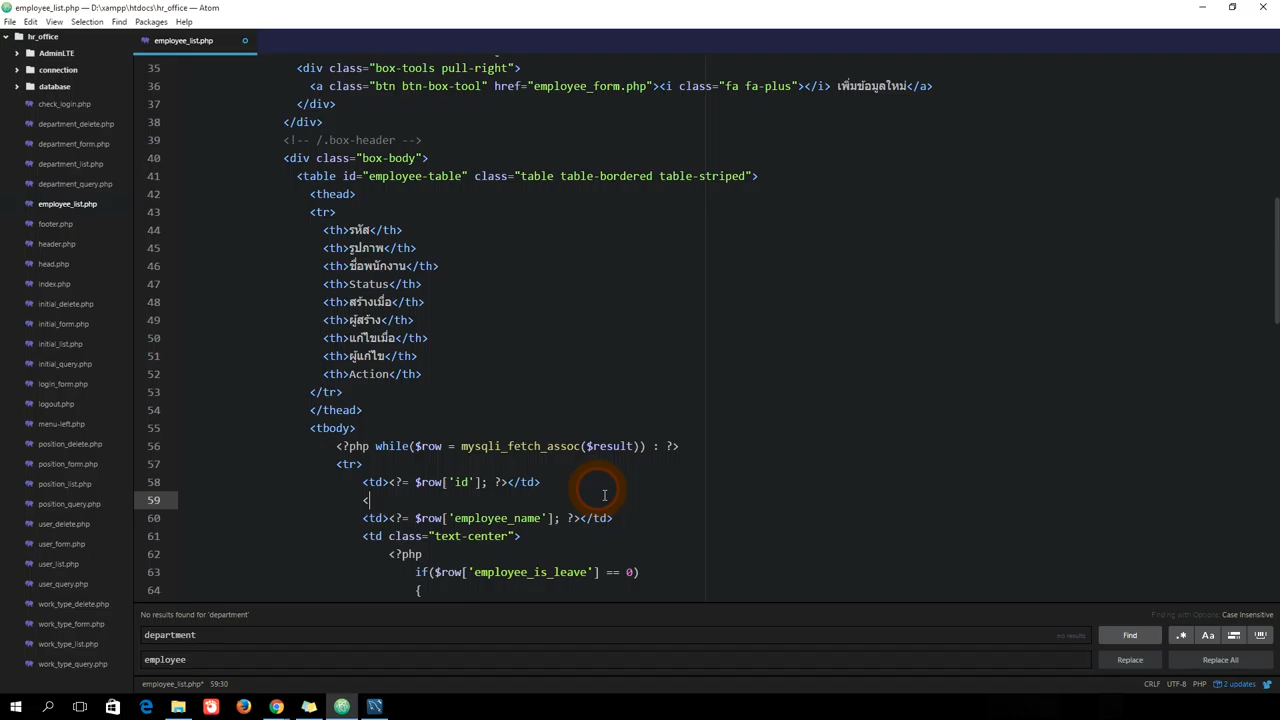 employee_list.php — D:\xampp\htdocs\hr_office — Atom
File Edit View Selection Find Packages Help
hr_office
AdminLTE
connection
database
check_login.php
department_delete.php
department_form.php
department_list.php
department_query.php
employee_list.php
footer.php
header.php
head.php
index.php
initial_delete.php
initial_form.php
initial_list.php
initial_query.php
login_form.php
logout.php
menu-left.php
position_delete.php
position_form.php
position_list.php
position_query.php
user_delete.php
user_form.php
user_list.php
user_query.php
work_type_delete.php
work_type_form.php
work_type_list.php
work_type_query.php
employee_list.php
35 <div class="box-tools pull-right">
36 <a class="btn btn-box-tool" href="employee_form.php"><i class="fa fa-plus"></i> เพิ่มข้อมูลใหม่</a>
37 </div>
38 </div>
39 <!-- /.box-header -->
40 <div class="box-body">
41 <table id="employee-table" class="table table-bordered table-striped">
42 <thead>
43 <tr>
44 <th>รหัส</th>
45 <th>รูปภาพ</th>
46 <th>ชื่อพนักงาน</th>
47 <th>Status</th>
48 <th>สร้างเมื่อ</th>
49 <th>ผู้สร้าง</th>
50 <th>แก้ไขเมื่อ</th>
51 <th>ผู้แก้ไข</th>
52 <th>Action</th>
53 </tr>
54 </thead>
55 <tbody>
56 <?php while($row = mysqli_fetch_assoc($result)) : ?>
57 <tr>
58 <td><?= $row['id']; ?></td>
59 <
60 <td><?= $row['employee_name']; ?></td>
61 <td class="text-center">
62 <?php
63 if($row['employee_is_leave'] == 0)
64 {
No results found for 'department'
Finding with Options: Case Insensitive
department no results Find .* Aa
employee Replace Replace All
employee_list.php* 59:30 CRLF UTF-8 PHP 2 updates